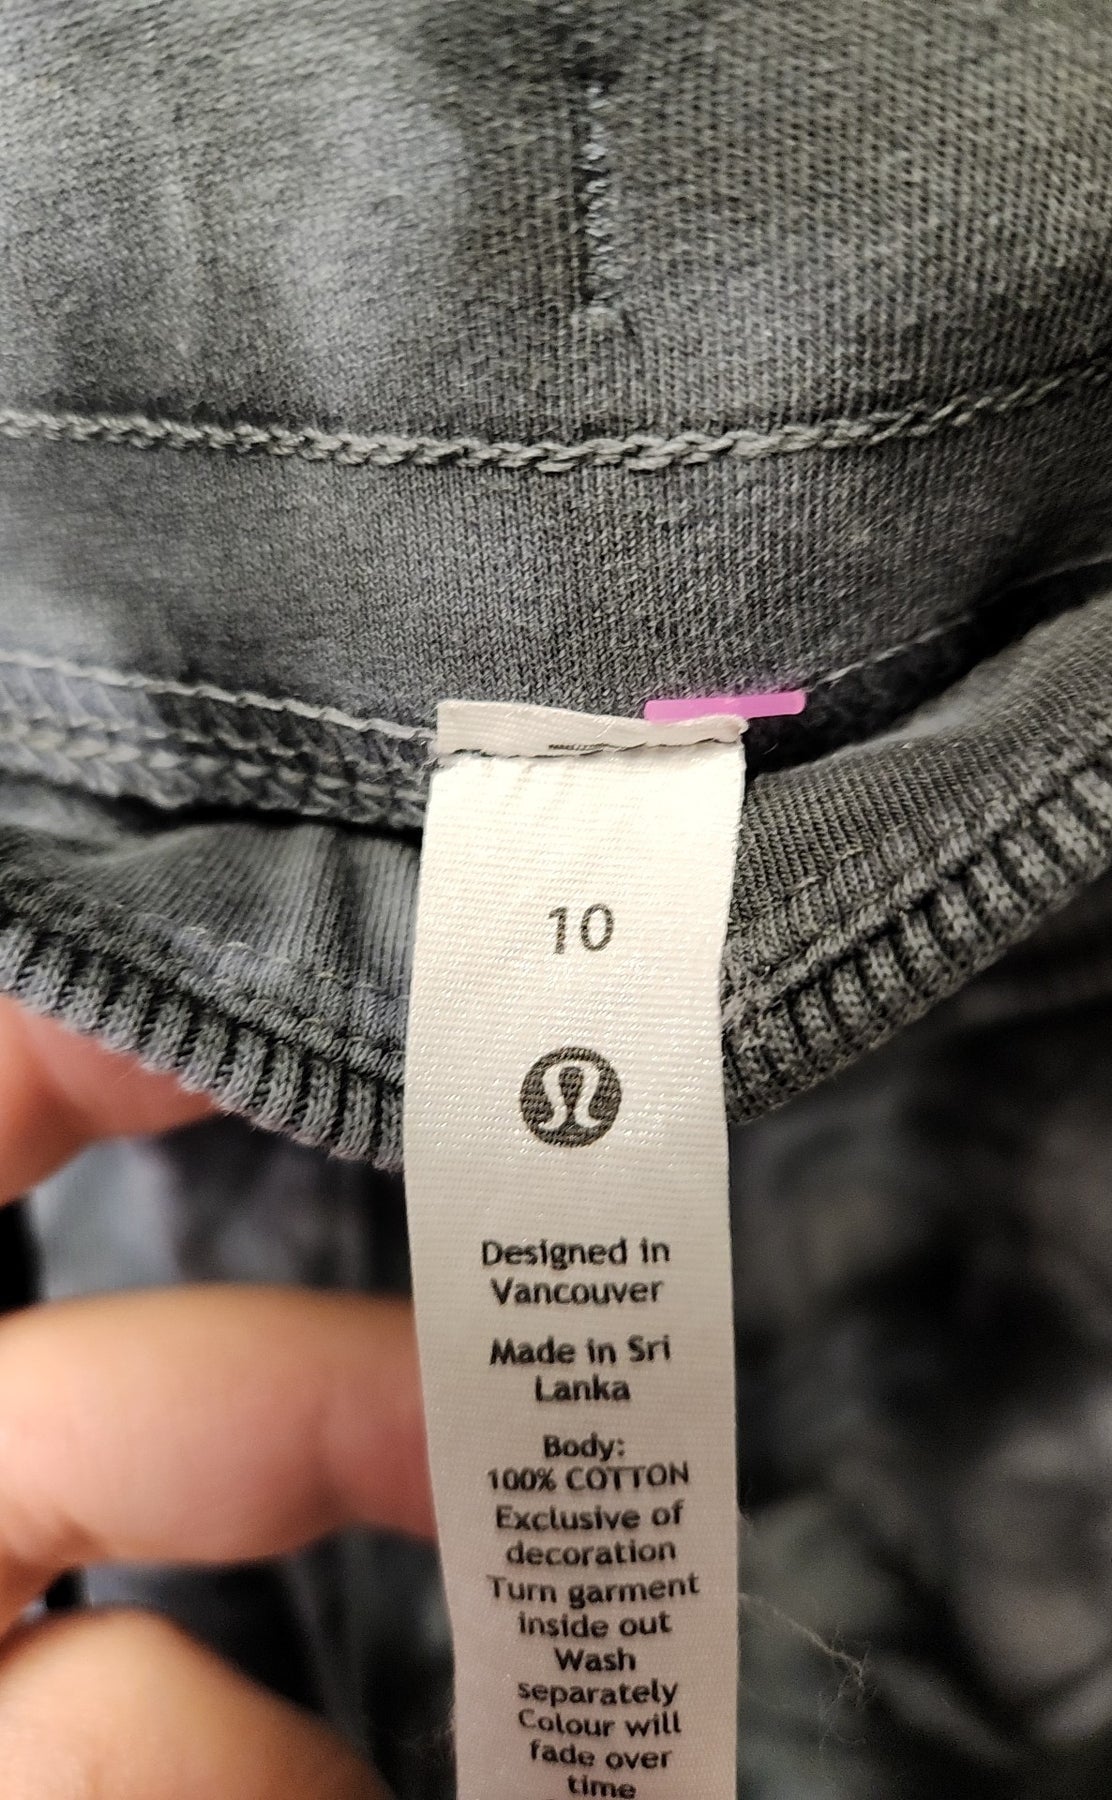 10
Designed in
Vancouver
Made in Sri
Lanka
Body:
100% COTTON
Exclusive of
decoration
Turn garment
inside out
Wash
separately
Colour will
fade over
time